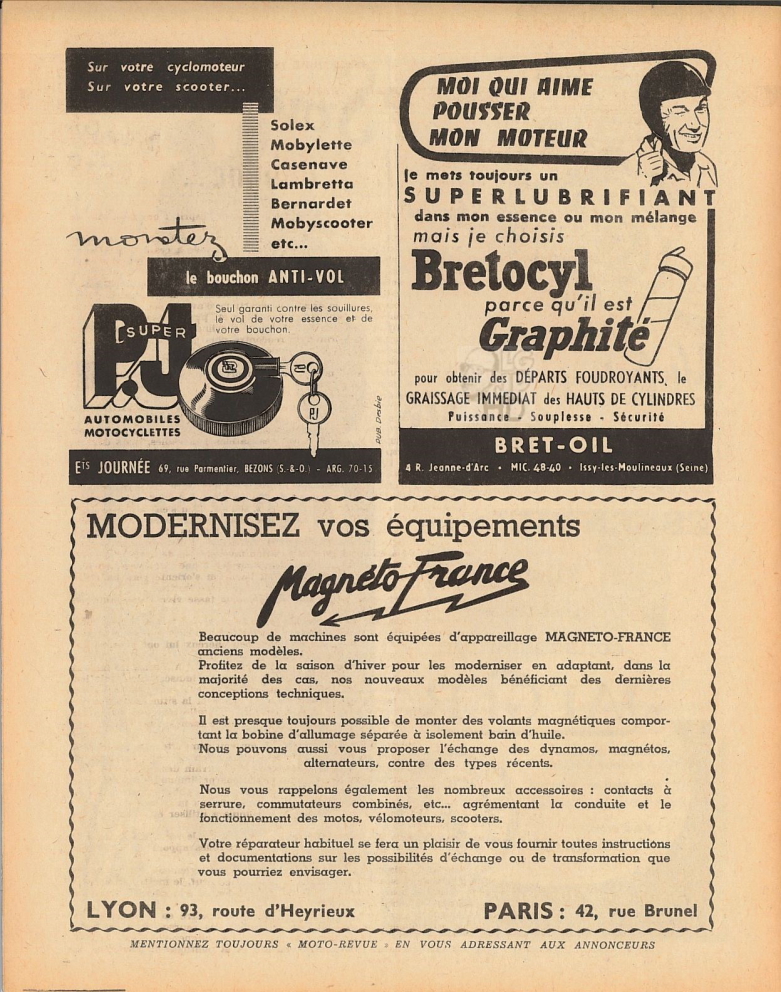 Sur votre cyclomoteur
Sur votre scooter...
Solex
Mobylette
Casenave
Lambretta
Bernardet
Mobyscooter
etc...
montez
le bouchon ANTI-VOL
Seul garanti contre les souillures,
le vol de votre essence et de
votre bouchon.
SUPER
P.J
PJ
AUTOMOBILES
MOTOCYCLETTES
PUB. Desbie
Ets JOURNÉE 69, rue Parmentier, BEZONS (S.-&-O.) - ARG. 70-15
MOI QUI AIME
POUSSER
MON MOTEUR
je mets toujours un
SUPERLUBRIFIANT
dans mon essence ou mon mélange
mais je choisis
Bretocyl
parce qu'il est
Graphité
pour obtenir des DÉPARTS FOUDROYANTS, le
GRAISSAGE IMMEDIAT des HAUTS DE CYLINDRES
Puissance - Souplesse - Sécurité
BRET-OIL
4 R. Jeanne-d'Arc • MIC. 48-40 • Issy-les-Moulineaux (Seine)
MODERNISEZ vos équipements
Magnéto-France
Beaucoup de machines sont équipées d'appareillage MAGNETO-FRANCE
anciens modèles.
Profitez de la saison d'hiver pour les moderniser en adaptant, dans la
majorité des cas, nos nouveaux modèles bénéficiant des dernières
conceptions techniques.
Il est presque toujours possible de monter des volants magnétiques compor-
tant la bobine d'allumage séparée à isolement bain d'huile.
Nous pouvons aussi vous proposer l'échange des dynamos, magnétos,
alternateurs, contre des types récents.
Nous vous rappelons également les nombreux accessoires : contacts à
serrure, commutateurs combinés, etc... agrémentant la conduite et le
fonctionnement des motos, vélomoteurs, scooters.
Votre réparateur habituel se fera un plaisir de vous fournir toutes instructions
et documentations sur les possibilités d'échange ou de transformation que
vous pourriez envisager.
LYON : 93, route d'Heyrieux
PARIS : 42, rue Brunel
MENTIONNEZ TOUJOURS « MOTO-REVUE » EN VOUS ADRESSANT AUX ANNONCEURS